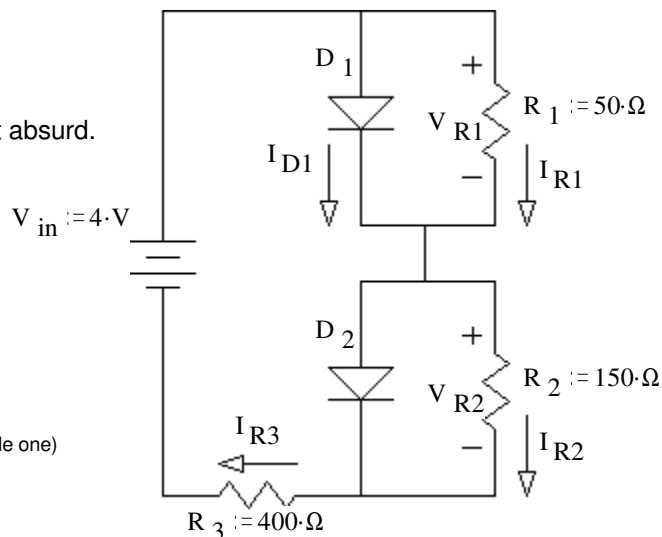 D 1
+
R 1 := 50·Ω
t absurd.
V R1
I D1
−
I R1
V in := 4·V
D 2
+
R 2 := 150·Ω
V R2
I R3
le one)
−
I R2
R 3 := 400·Ω